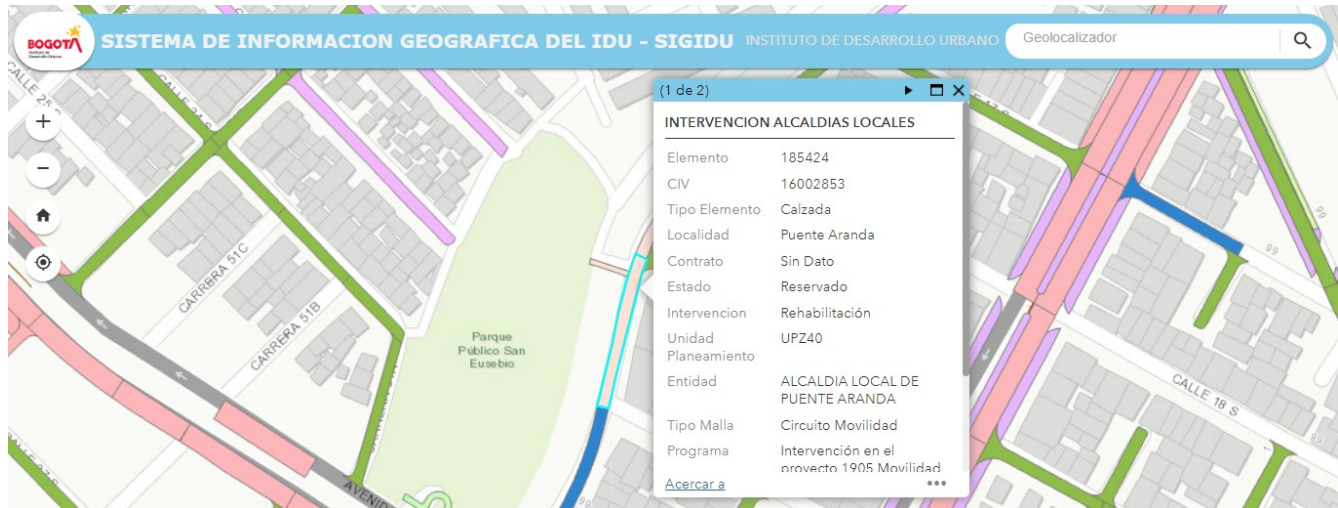 BOGOTÁ
SISTEMA DE INFORMACION GEOGRAFICA DEL IDU - SIGIDU INSTITUTO DE DESARROLLO URBANO
Geolocalizador
(1 de 2)
INTERVENCION ALCALDIAS LOCALES
Elemento 185424
CIV 16002853
Tipo Elemento Calzada
Localidad Puente Aranda
Contrato Sin Dato
Estado Reservado
Intervencion Rehabilitación
Unidad Planeamiento UPZ40
Entidad ALCALDIA LOCAL DE
PUENTE ARANDA
Tipo Malla Circuito Movilidad
Programa Intervención en el
proyecto 1905 Movilidad
Acercar a
CARRERA 51C
CARRERA 51B
Parque
Público San
Eusebio
CALLE 18 S